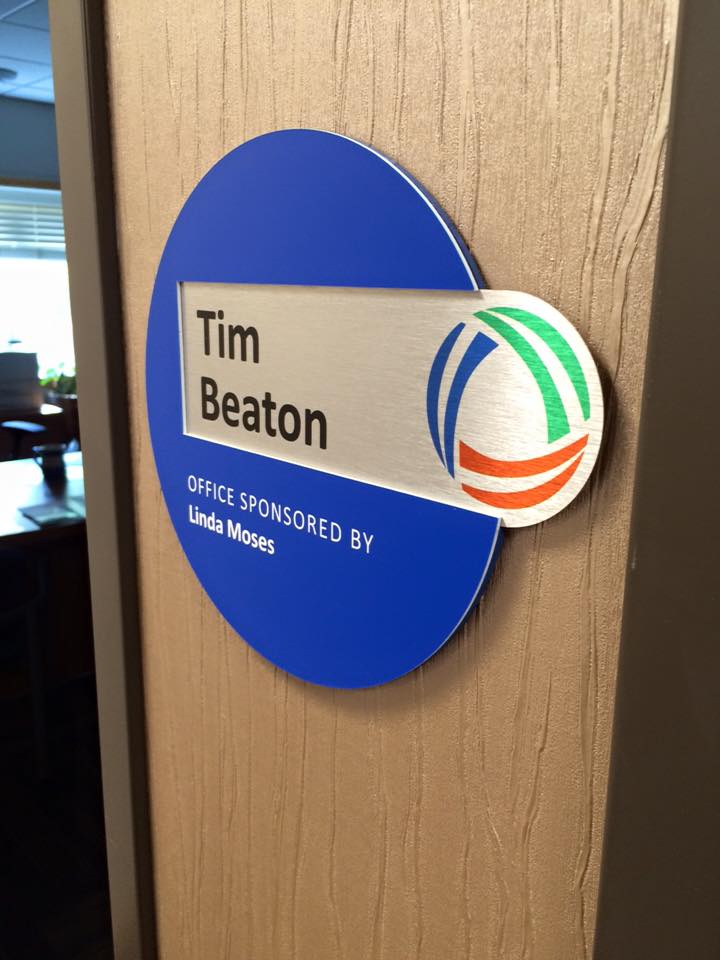 Tim
Beaton
OFFICE SPONSORED BY
Linda Moses